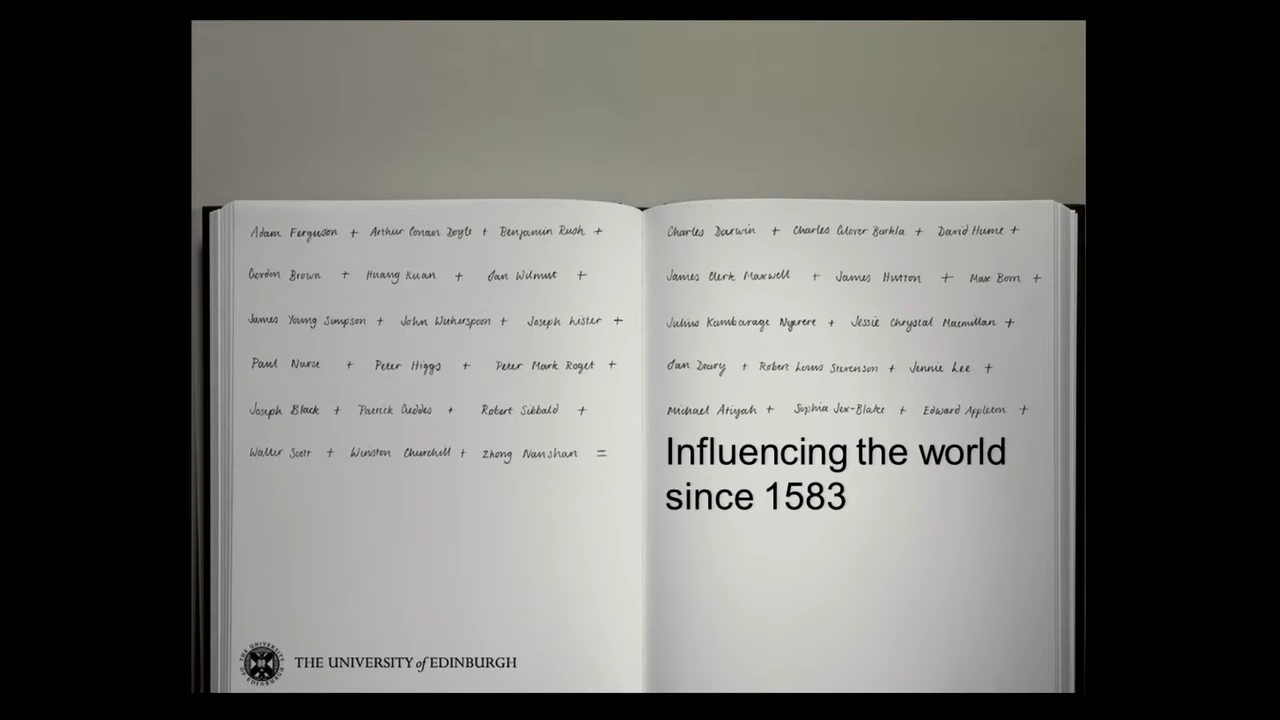 Adam Ferguson + Arthur Conan Doyle + Benjamin Rush +
Gordon Brown + Huang Kuan + Ian Wilmut +
James Young Simpson + John Witherspoon + Joseph Lister +
Paul Nurse + Peter Higgs + Peter Mark Roget +
Joseph Black + Patrick Geddes + Robert Sibbald +
Walter Scott + Winston Churchill + Zhong Nanshan =
Charles Darwin + Charles Glover Barkla + David Hume +
James Clerk Maxwell + James Hutton + Max Born +
Julius Kambarage Nyerere + Jessie Chrystal Macmillan +
Ian Deary + Robert Louis Stevenson + Jennie Lee +
Michael Atiyah + Sophia Jex-Blake + Edward Appleton +
Influencing the world
since 1583
THE UNIVERSITY of EDINBURGH
THE UNIVERSITY OF EDINBURGH